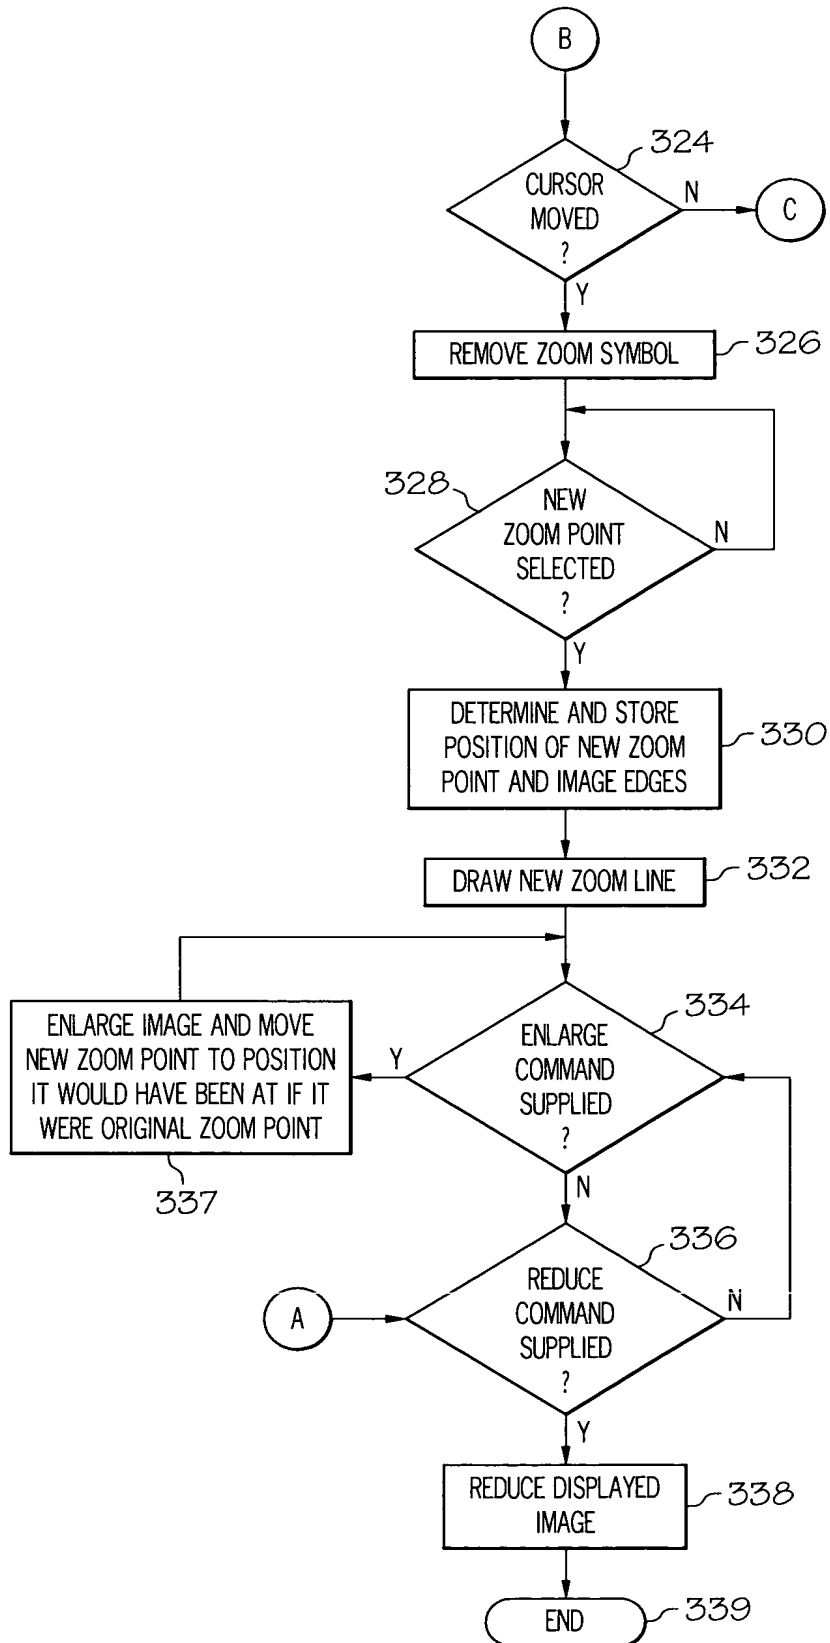 B
324
CURSOR
MOVED
?
N
C
Y
REMOVE ZOOM SYMBOL
326
328
NEW
ZOOM POINT
SELECTED
?
N
Y
DETERMINE AND STORE
POSITION OF NEW ZOOM
POINT AND IMAGE EDGES
330
DRAW NEW ZOOM LINE
332
334
ENLARGE IMAGE AND MOVE
NEW ZOOM POINT TO POSITION
IT WOULD HAVE BEEN AT IF IT
WERE ORIGINAL ZOOM POINT
337
Y
ENLARGE
COMMAND
SUPPLIED
?
N
336
A
REDUCE
COMMAND
SUPPLIED
?
N
Y
REDUCE DISPLAYED
IMAGE
338
END
339